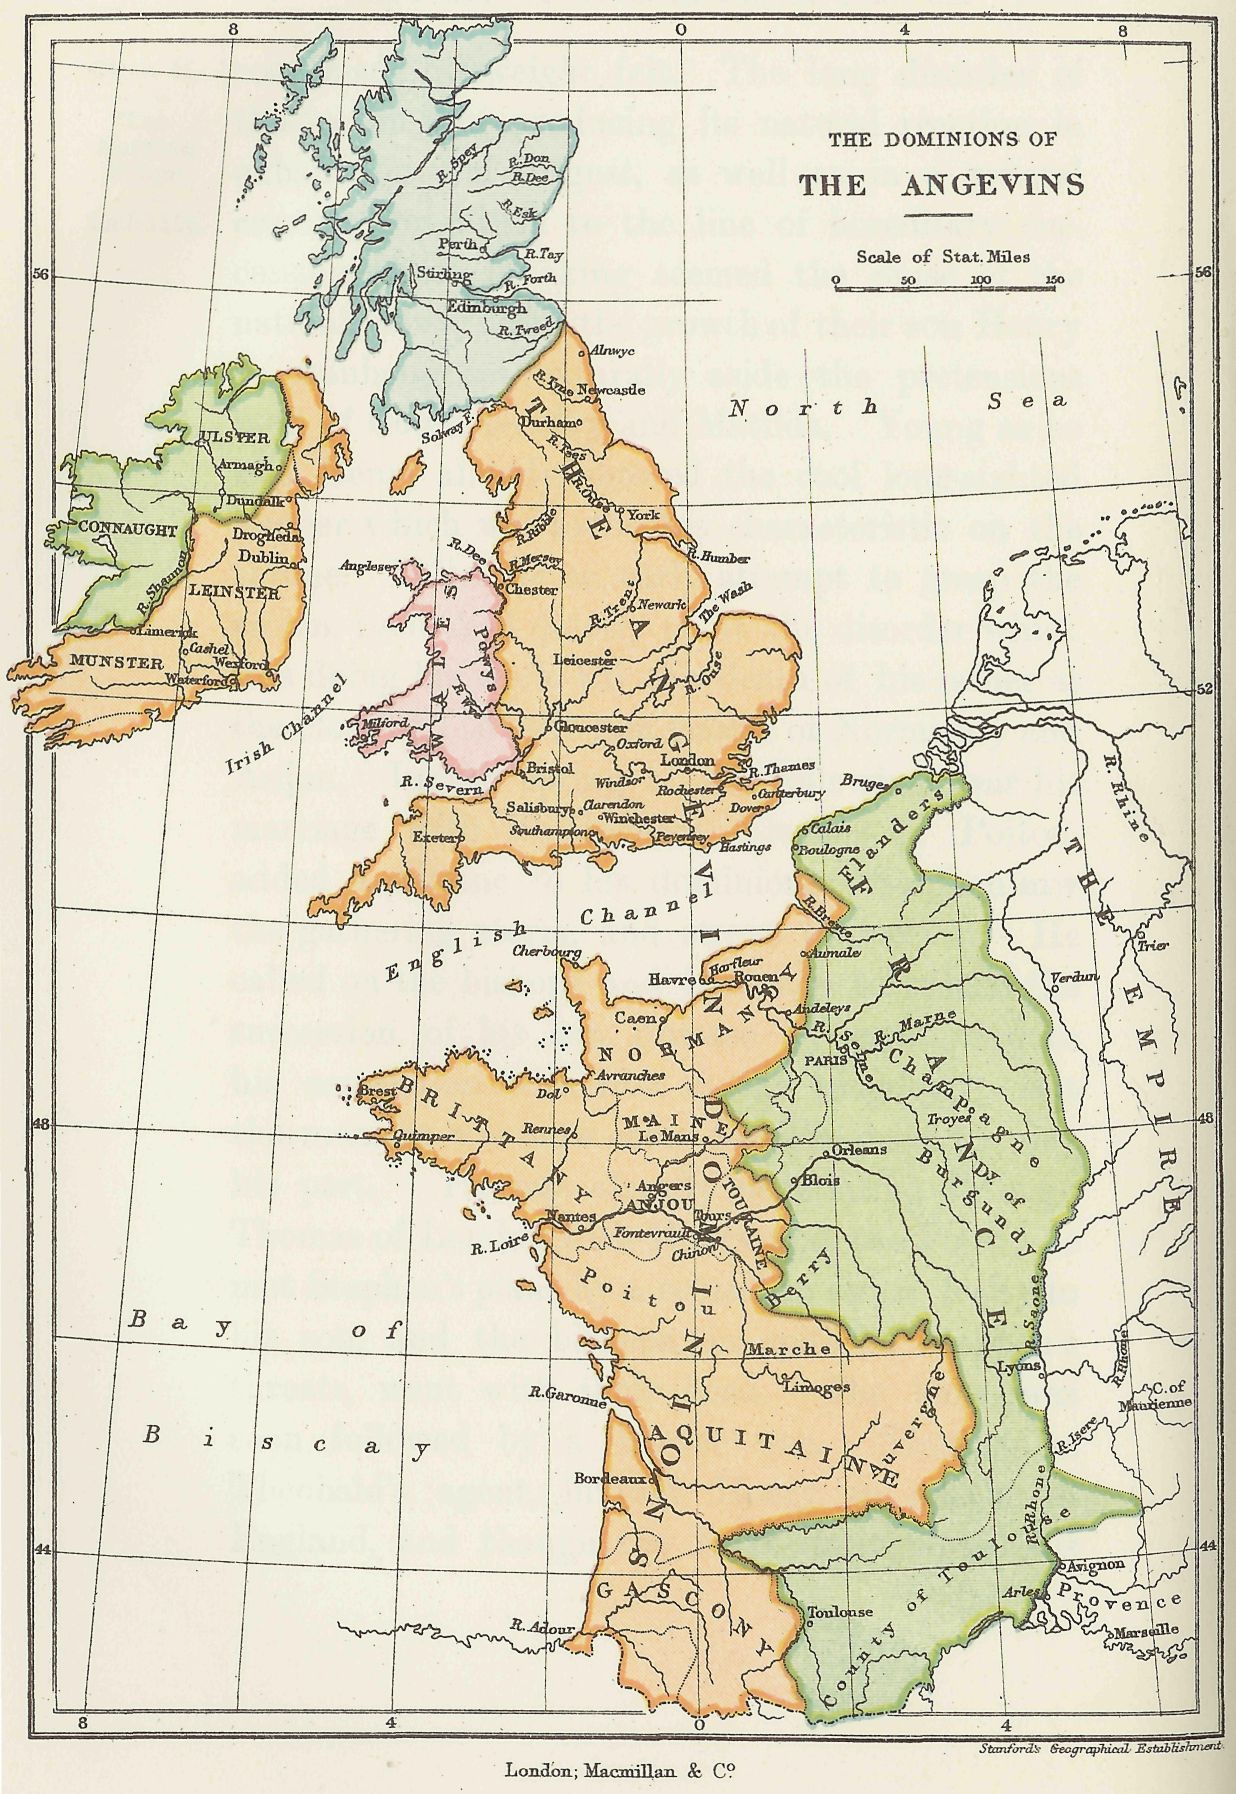 8
0
4
8
THE DOMINIONS OF
THE ANGEVINS
Scale of Stat. Miles
0 50 100 150
56
56
R. Spey
R. Don
R. Dee
R. Esk
Perth
R. Tay
Stirling
R. Forth
Edinburgh
R. Tweed
Alnwyc
R. Tyne
Newcastle
North Sea
Solway F.
Durham
R. Tees
R. Ouse
York
R. Ribble
R. Humber
R. Mersey
R. Dee
Anglesey
Chester
R. Trent
Newark
The Wash
Leicester
R. Ouse
ULSTER
Armagh
Dundalk
CONNAUGHT
Drogheda
Dublin
R. Shannon
LEINSTER
Limerick
Cashel
MUNSTER
Wexford
Waterford
Irish Channel
WALES
Powys
R. Wye
Milford
R. Severn
Gloucester
Oxford
London
Bristol
Windsor
R. Thames
Rochester
Canterbury
Salisbury
Clarendon
Winchester
Dover
Exeter
Southampton
Pevensey
Hastings
52
THE ANGEVIN DOMINIONS
English Channel
Bruges
Flanders
Calais
Boulogne
R. Rhine
THE EMPIRE
Trier
Verdun
R. Bresle
Aumale
Cherbourg
Harfleur
Havre
Rouen
Andeleys
Caen
NORMANDY
R. Seine
R. Marne
PARIS
FRANCE
Champagne
Avranches
Brest
BRITTANY
Dol
48
48
MAINE
Le Mans
Troyes
Quimper
Rennes
Orleans
Dy. of Burgundy
Blois
Angers
ANJOU
Tours
TOURAINE
Nantes
Fontevrault
R. Loire
Chinon
Berry
Poitou
Bay of Biscay
Marche
R. Saone
Limoges
Lyons
R. Rhone
C. of Maurienne
R. Garonne
AQUITAINE
Auvergne
R. Isere
Bordeaux
R. Rhone
44
44
Avignon
GASCONY
County of Toulouse
Arles
Provence
R. Adour
Toulouse
Marseille
8
4
0
4
Stanford's Geographical Establishment
London; Macmillan & Co.